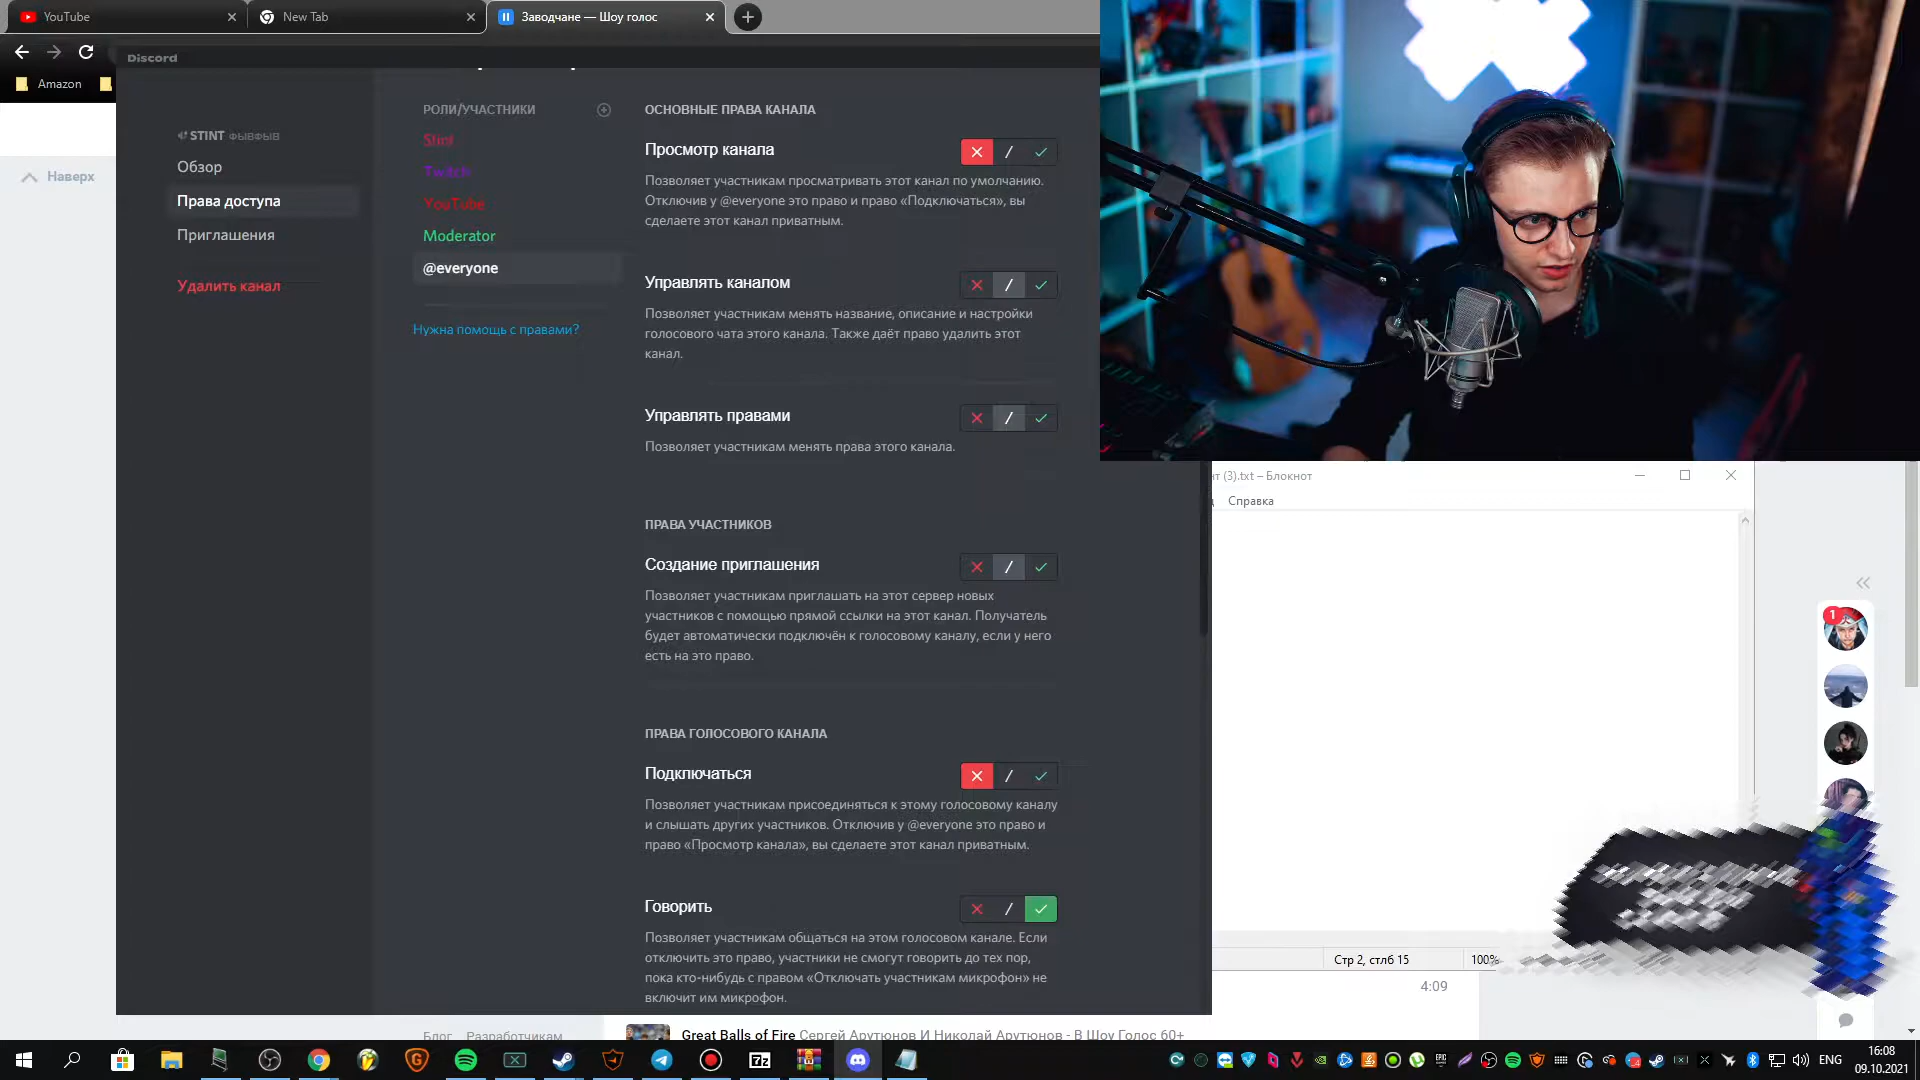 YouTube
New Tab
Заводчане — Шоу голос
Amazon
Discord
Наверх
STINT ФЫВФЫВ
Обзор
Права доступа
Приглашения
Удалить канал
РОЛИ/УЧАСТНИКИ
Stint
Twitch
YouTube
Moderator
@everyone
Нужна помощь с правами?
ОСНОВНЫЕ ПРАВА КАНАЛА
Просмотр канала
Позволяет участникам просматривать этот канал по умолчанию.
Отключив у @everyone это право и право «Подключаться», вы
сделаете этот канал приватным.
Управлять каналом
Позволяет участникам менять название, описание и настройки
голосового чата этого канала. Также даёт право удалить этот
канал.
Управлять правами
Позволяет участникам менять права этого канала.
ПРАВА УЧАСТНИКОВ
Создание приглашения
Позволяет участникам приглашать на этот сервер новых
участников с помощью прямой ссылки на этот канал. Получатель
будет автоматически подключён к голосовому каналу, если у него
есть на это право.
ПРАВА ГОЛОСОВОГО КАНАЛА
Подключаться
Позволяет участникам присоединяться к этому голосовому каналу
и слышать других участников. Отключив у @everyone это право и
право «Просмотр канала», вы сделаете этот канал приватным.
Говорить
Позволяет участникам общаться на этом голосовом канале. Если
отключить это право, участники не смогут говорить до тех пор,
пока кто-нибудь с правом «Отключать участникам микрофон» не
включит им микрофон.
(3).txt – Блокнот
Справка
1
Стр 2, стлб 15
100%
4:09
Блог Разработчикам
Great Balls of Fire Сергей Арутюнов И Николай Арутюнов - В Шоу Голос 60+
7z
ENG
16:08
09.10.2021